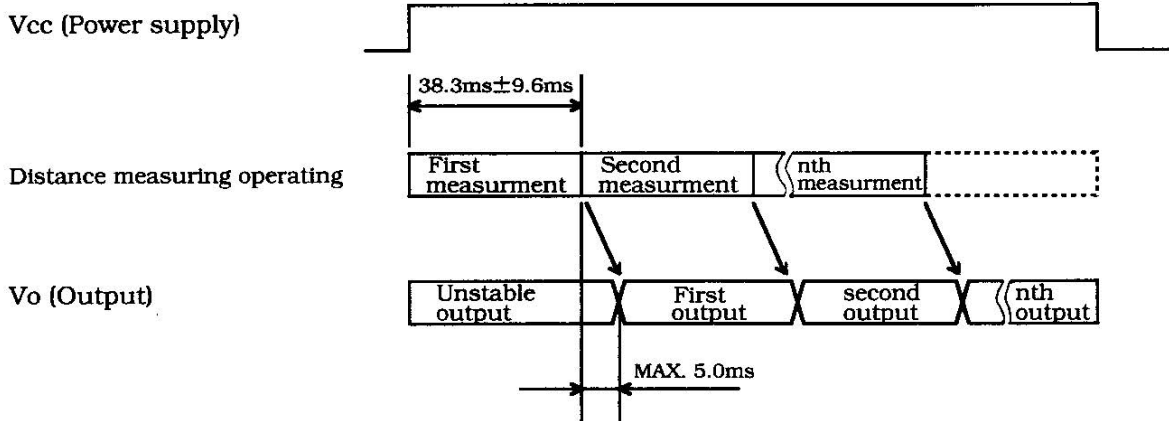 Vcc (Power supply)
38.3ms±9.6ms
Distance measuring operating
First
measurment
Second
measurment
nth
measurment
Vo (Output)
Unstable
output
First
output
second
output
nth
output
MAX. 5.0ms